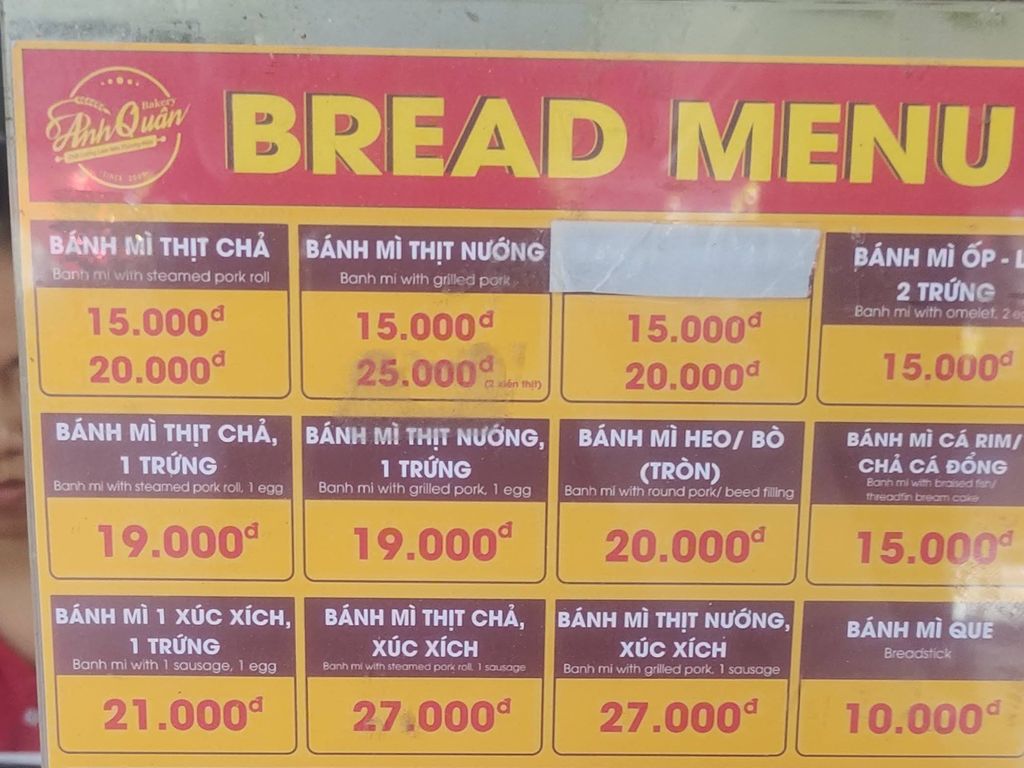 Bakery
Anh Quân
BREAD MENU
BÁNH MÌ THỊT CHẢ
Banh mi with steamed pork roll
15.000đ
20.000đ
BÁNH MÌ THỊT NƯỚNG
Banh mi with grilled pork
15.000đ
25.000đ (2 xiên thịt)
15.000đ
20.000đ
BÁNH MÌ ỐP - L
2 TRỨNG
Banh mi with omelet, 2 eg
15.000đ
BÁNH MÌ THỊT CHẢ,
1 TRỨNG
Banh mi with steamed pork roll, 1 egg
19.000đ
BÁNH MÌ THỊT NƯỚNG,
1 TRỨNG
Banh mi with grilled pork, 1 egg
19.000đ
BÁNH MÌ HEO/ BÒ
(TRÒN)
Banh mi with round pork/ beed filling
20.000đ
BÁNH MÌ CÁ RIM/
CHẢ CÁ ĐỔNG
Banh mi with braised fish/
threadfin bream cake
15.000đ
BÁNH MÌ 1 XÚC XÍCH,
1 TRỨNG
Banh mi with 1 sausage, 1 egg
21.000đ
BÁNH MÌ THỊT CHẢ,
XÚC XÍCH
Banh mi with steamed pork roll, 1 sausage
27.000đ
BÁNH MÌ THỊT NƯỚNG,
XÚC XÍCH
Banh mi with grilled pork, 1 sausage
27.000đ
BÁNH MÌ QUE
Breadstick
10.000đ